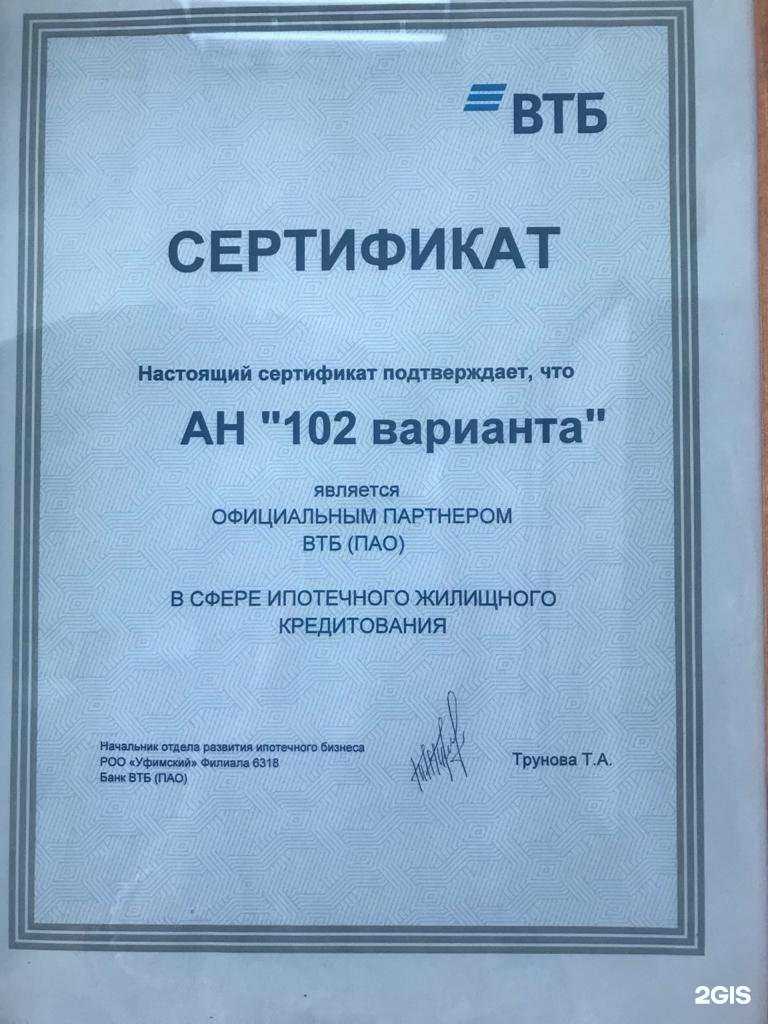 ВТБ
СЕРТИФИКАТ
Настоящий сертификат подтверждает, что
АН "102 варианта"
является
ОФИЦИАЛЬНЫМ ПАРТНЕРОМ
ВТБ (ПАО)
В СФЕРЕ ИПОТЕЧНОГО ЖИЛИЩНОГО
КРЕДИТОВАНИЯ
Начальник отдела развития ипотечного бизнеса
РОО «Уфимский» Филиала 6318
Банк ВТБ (ПАО)
Трунова Т.А.
2GIS